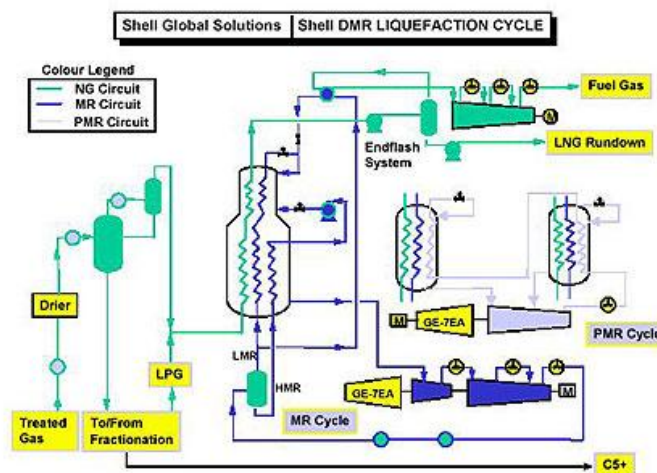 Shell Global Solutions
Shell DMR LIQUEFACTION CYCLE
Colour Legend
NG Circuit
MR Circuit
PMR Circuit
Fuel Gas
M
Endflash
System
LNG Rundown
Drier
M
GE-7EA
PMR Cycle
LMR
HMR
LPG
GE-7EA
M
MR Cycle
Treated
Gas
To/From
Fractionation
C5+